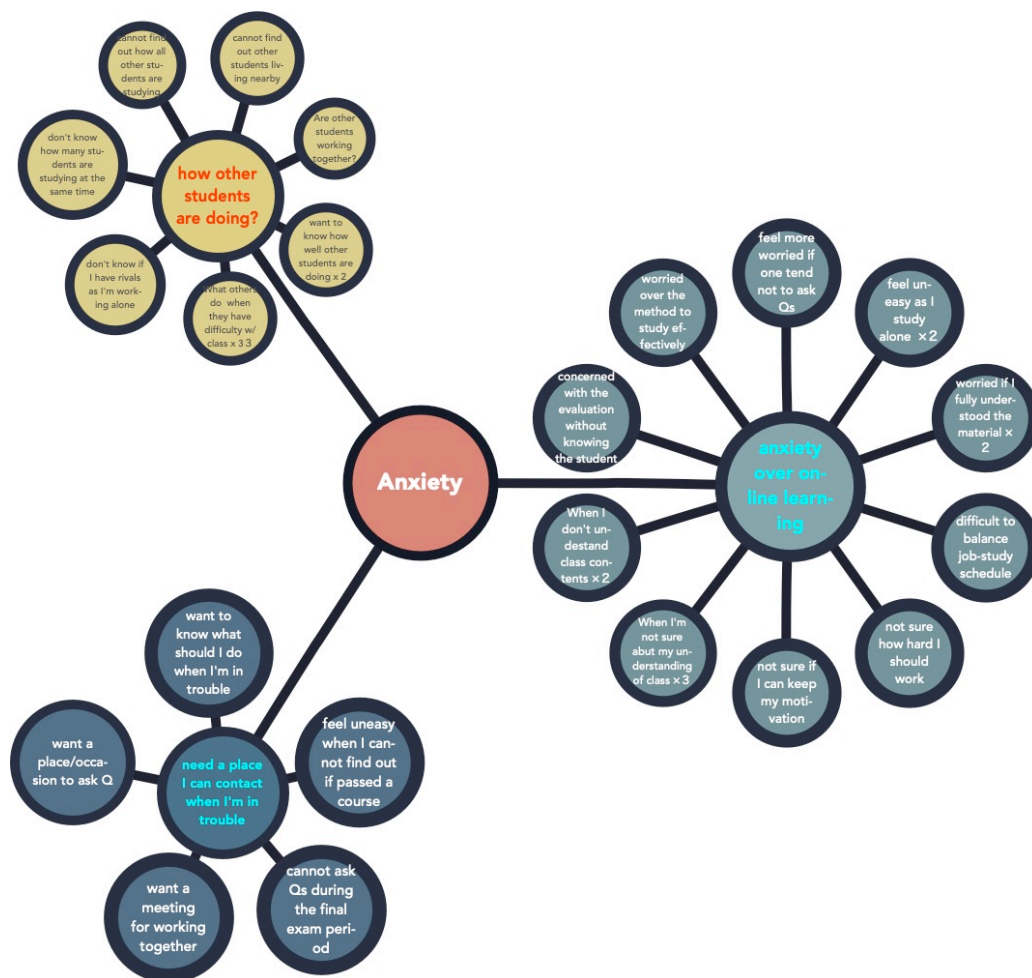 cannot find
out how all
other stu-
dents are
studying
cannot find
out other
students liv-
ing nearby
Are other
students
working
together?
don't know
how many stu-
dents are
studying at the
same time
how other
students
are doing?
want to
know how
well other
students are
doing x 2
don't know if
I have rivals
as I'm work-
ing alone
What others
do when
they have
difficulty w/
class x 3 3
Anxiety
anxiety
over on-
line learn-
ing
feel more
worried if
one tend
not to ask
Qs
worried
over the
method to
study ef-
fectively
feel un-
easy as I
study
alone ×2
concerned
with the
evaluation
without
knowing
the student
worried if I
fully under-
stood the
material ×
2
When I
don't un-
destand
class con-
tents ×2
difficult to
balance
job-study
schedule
When I'm
not sure
abut my un-
derstanding
of class ×3
not sure if
I can keep
my moti-
vation
not sure
how hard I
should
work
want to
know what
should I do
when I'm in
trouble
want a
place/occa-
sion to ask Q
need a place
I can contact
when I'm in
trouble
feel uneasy
when I can-
not find out
if passed a
course
want a
meeting
for working
together
cannot ask
Qs during
the final
exam peri-
od